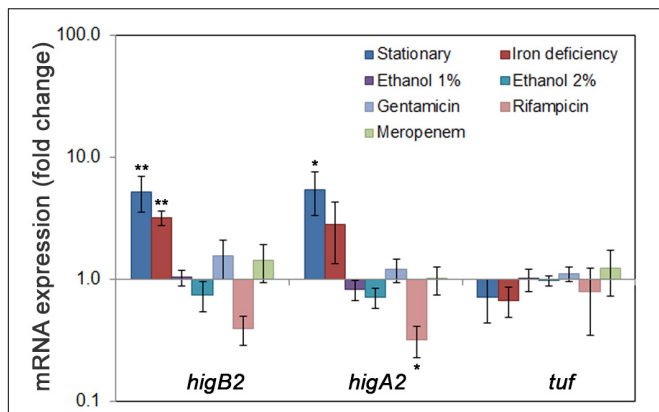 mRNA expression (fold change)
100.0
10.0
1.0
0.1
Stationary
Iron deficiency
Ethanol 1%
Ethanol 2%
Gentamicin
Rifampicin
Meropenem
**
**
*
*
higB2
higA2
tuf